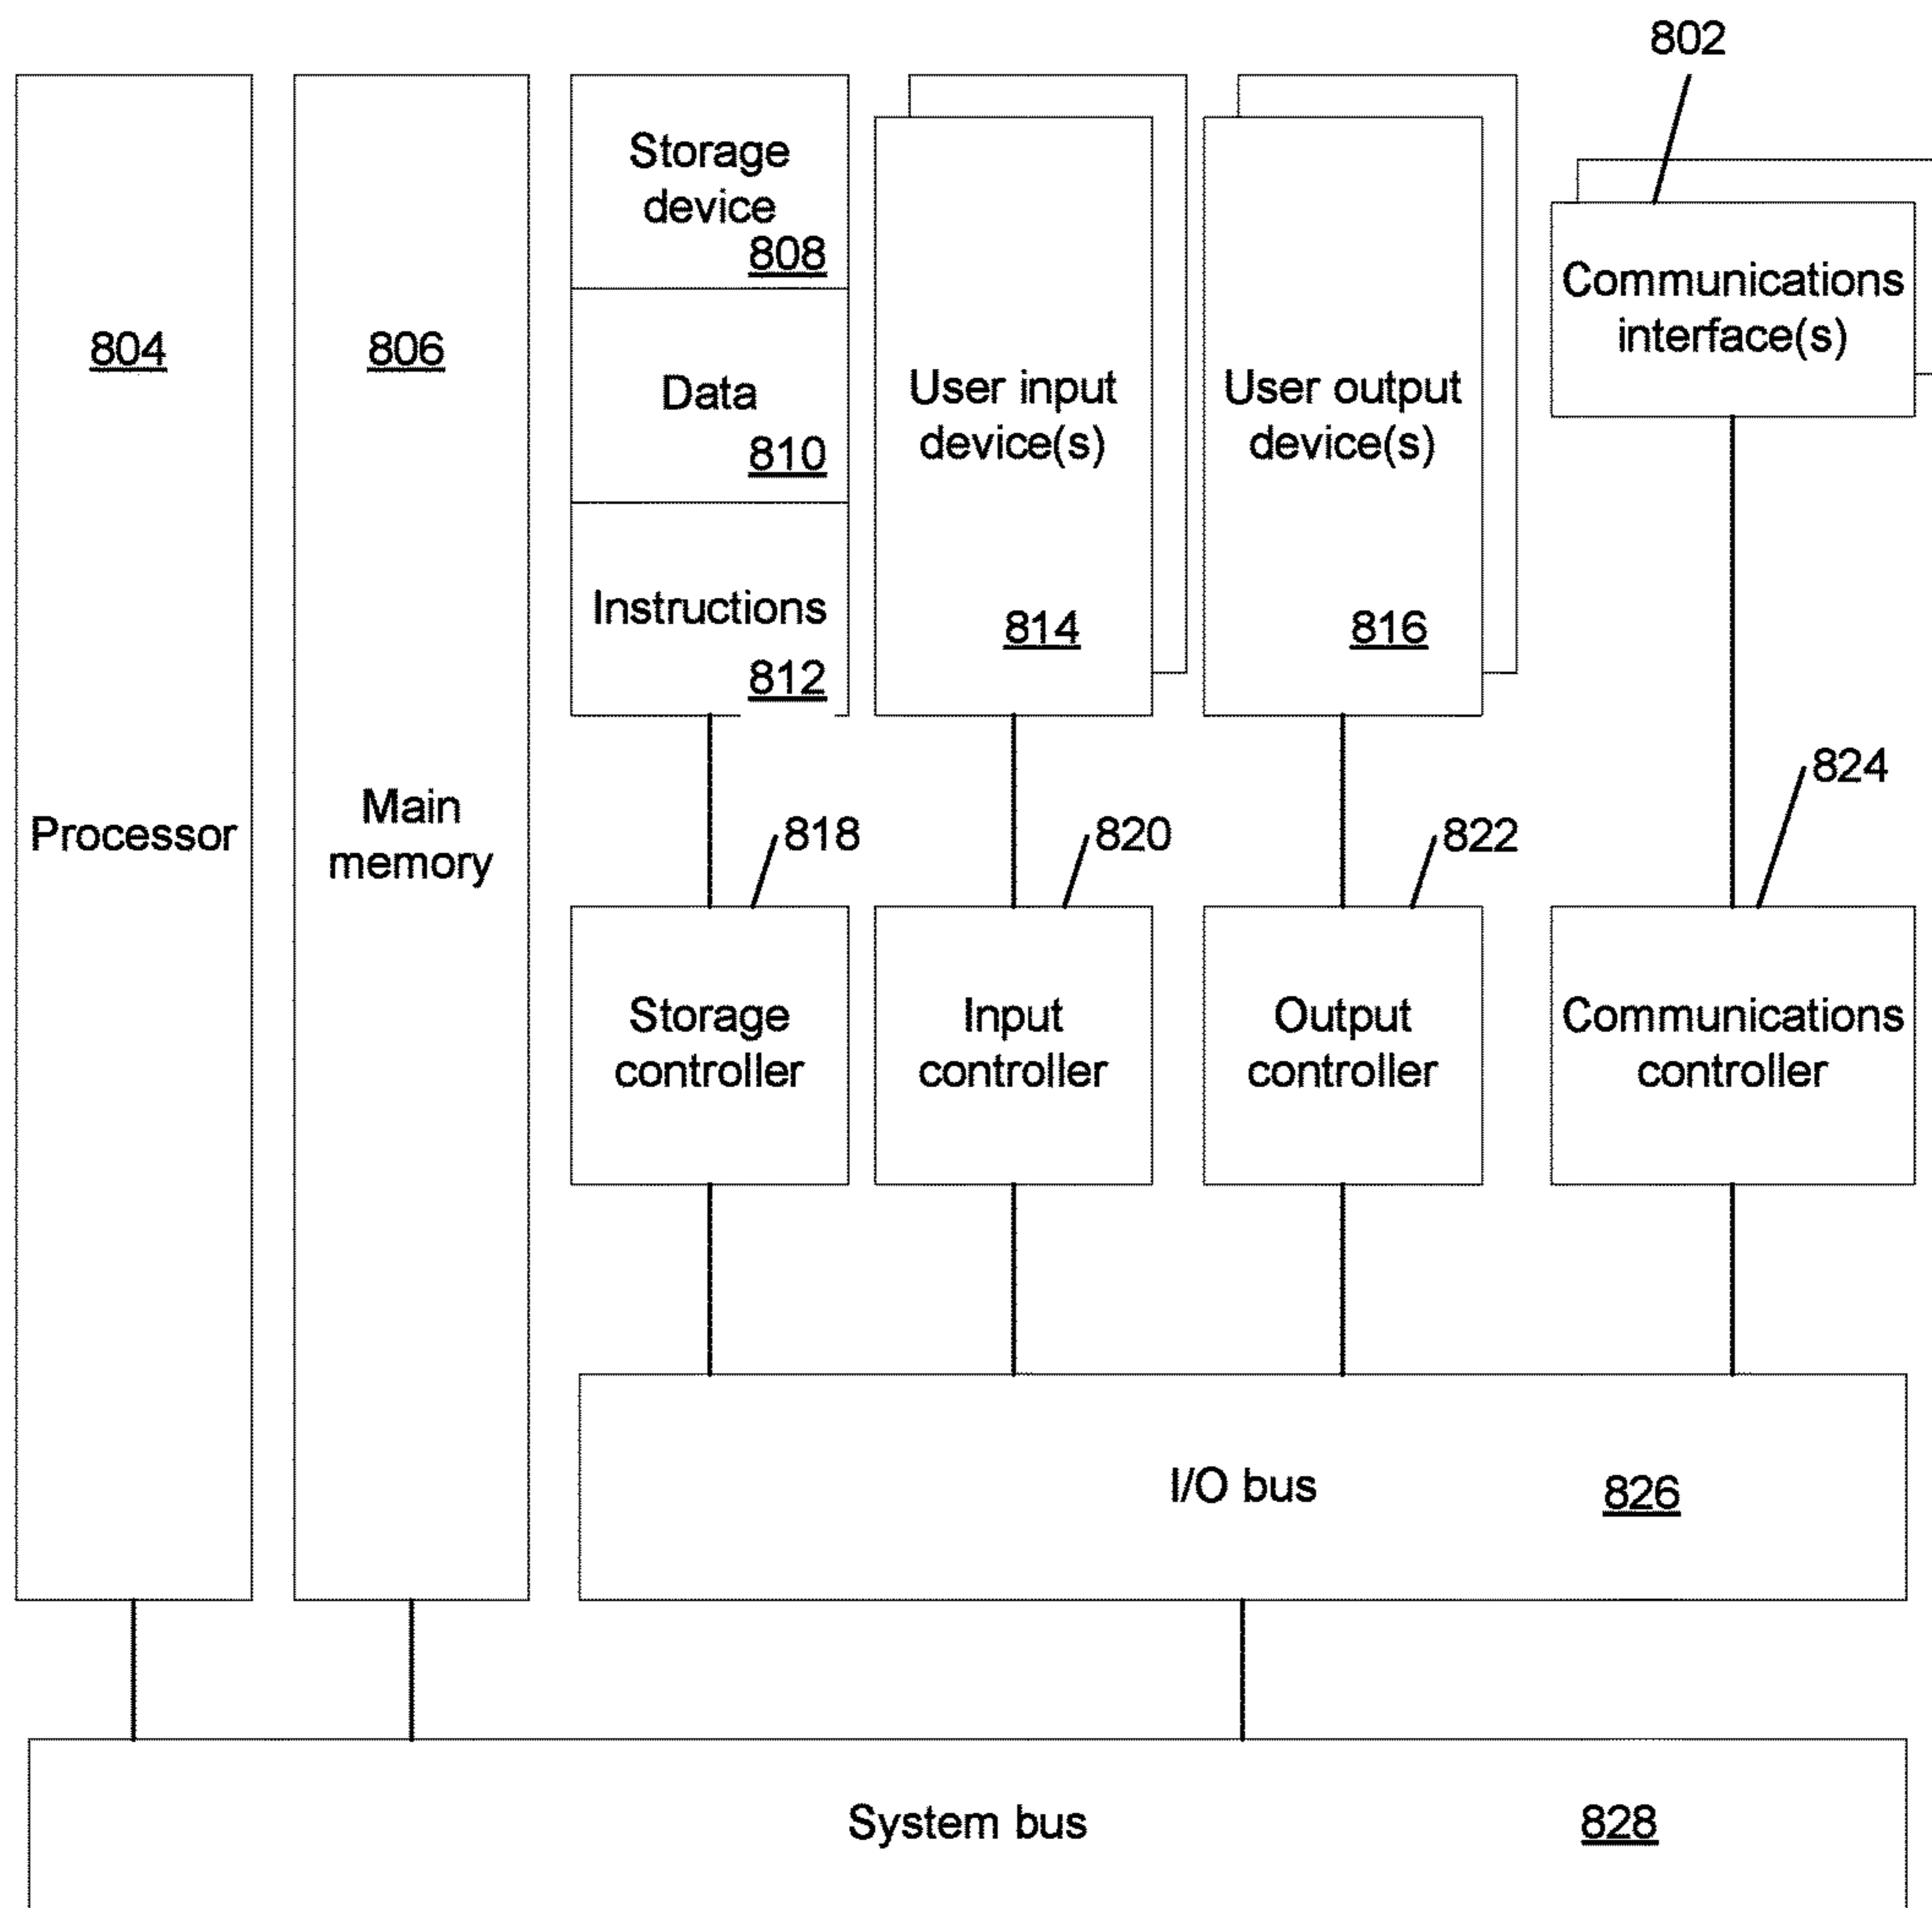 802
804
Processor
806
Main
memory
Storage
device
808
Data
810
Instructions
812
User input
device(s)
814
User output
device(s)
816
Communications
interface(s)
818
820
822
824
Storage
controller
Input
controller
Output
controller
Communications
controller
I/O bus
826
System bus
828